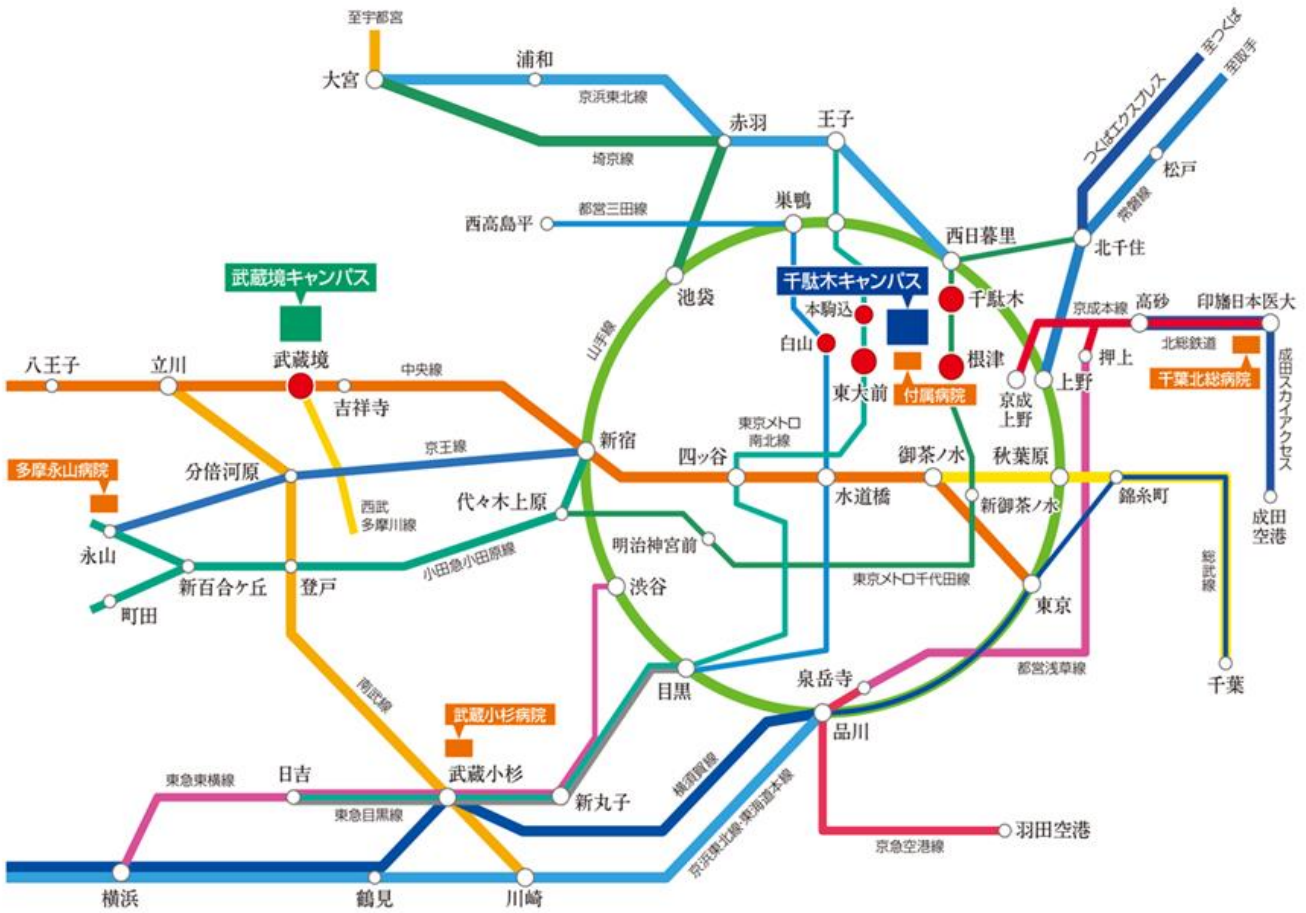 至宇都宮
大宮
浦和
京浜東北線
埼京線
赤羽
王子
至つくば
至取手
つくばエクスプレス
松戸
常磐線
北千住
西高島平
都営三田線
巣鴨
西日暮里
池袋
山手線
武蔵境キャンパス
千駄木キャンパス
本駒込
白山
東大前
付属病院
千駄木
根津
京成本線
高砂
印旛日本医大
北総鉄道
押上
千葉北総病院
成田スカイアクセス
京成
上野
上野
八王子
立川
武蔵境
吉祥寺
中央線
新宿
京王線
東京メトロ
南北線
四ッ谷
水道橋
御茶ノ水
秋葉原
新御茶ノ水
錦糸町
成田
空港
多摩永山病院
分倍河原
西武
多摩川線
代々木上原
永山
新百合ケ丘
登戸
小田急小田原線
町田
明治神宮前
東京メトロ千代田線
渋谷
東京
総武線
千葉
目黒
泉岳寺
都営浅草線
品川
南武線
武蔵小杉病院
武蔵小杉
日吉
東急東横線
東急目黒線
新丸子
横須賀線
京浜東北線・東海道本線
羽田空港
京急空港線
横浜
鶴見
川崎